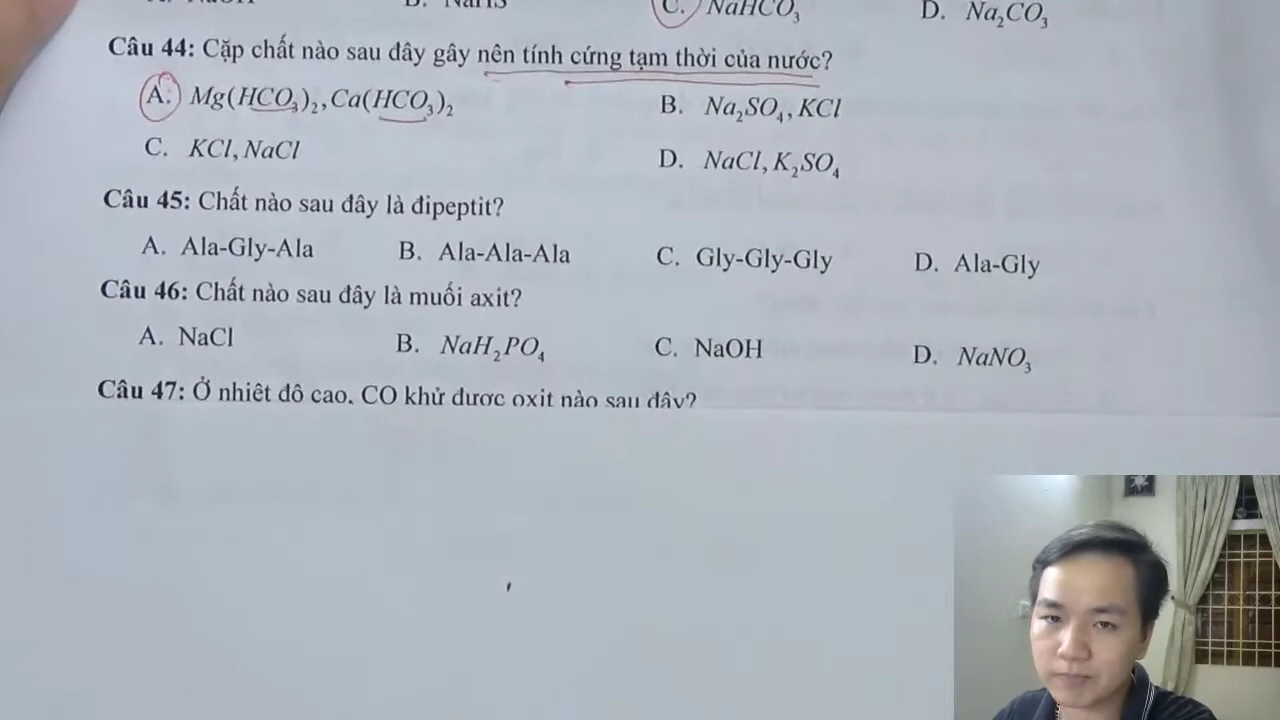 C. NaHCO₃ D. Na₂CO₃
Câu 44: Cặp chất nào sau đây gây nên tính cứng tạm thời của nước?
A. Mg(HCO₃)₂, Ca(HCO₃)₂ B. Na₂SO₄, KCl
C. KCl, NaCl D. NaCl, K₂SO₄
Câu 45: Chất nào sau đây là đipeptit?
A. Ala-Gly-Ala B. Ala-Ala-Ala C. Gly-Gly-Gly D. Ala-Gly
Câu 46: Chất nào sau đây là muối axit?
A. NaCl B. NaH₂PO₄ C. NaOH D. NaNO₃
Câu 47: Ở nhiệt độ cao, CO khử được oxit nào sau đây?